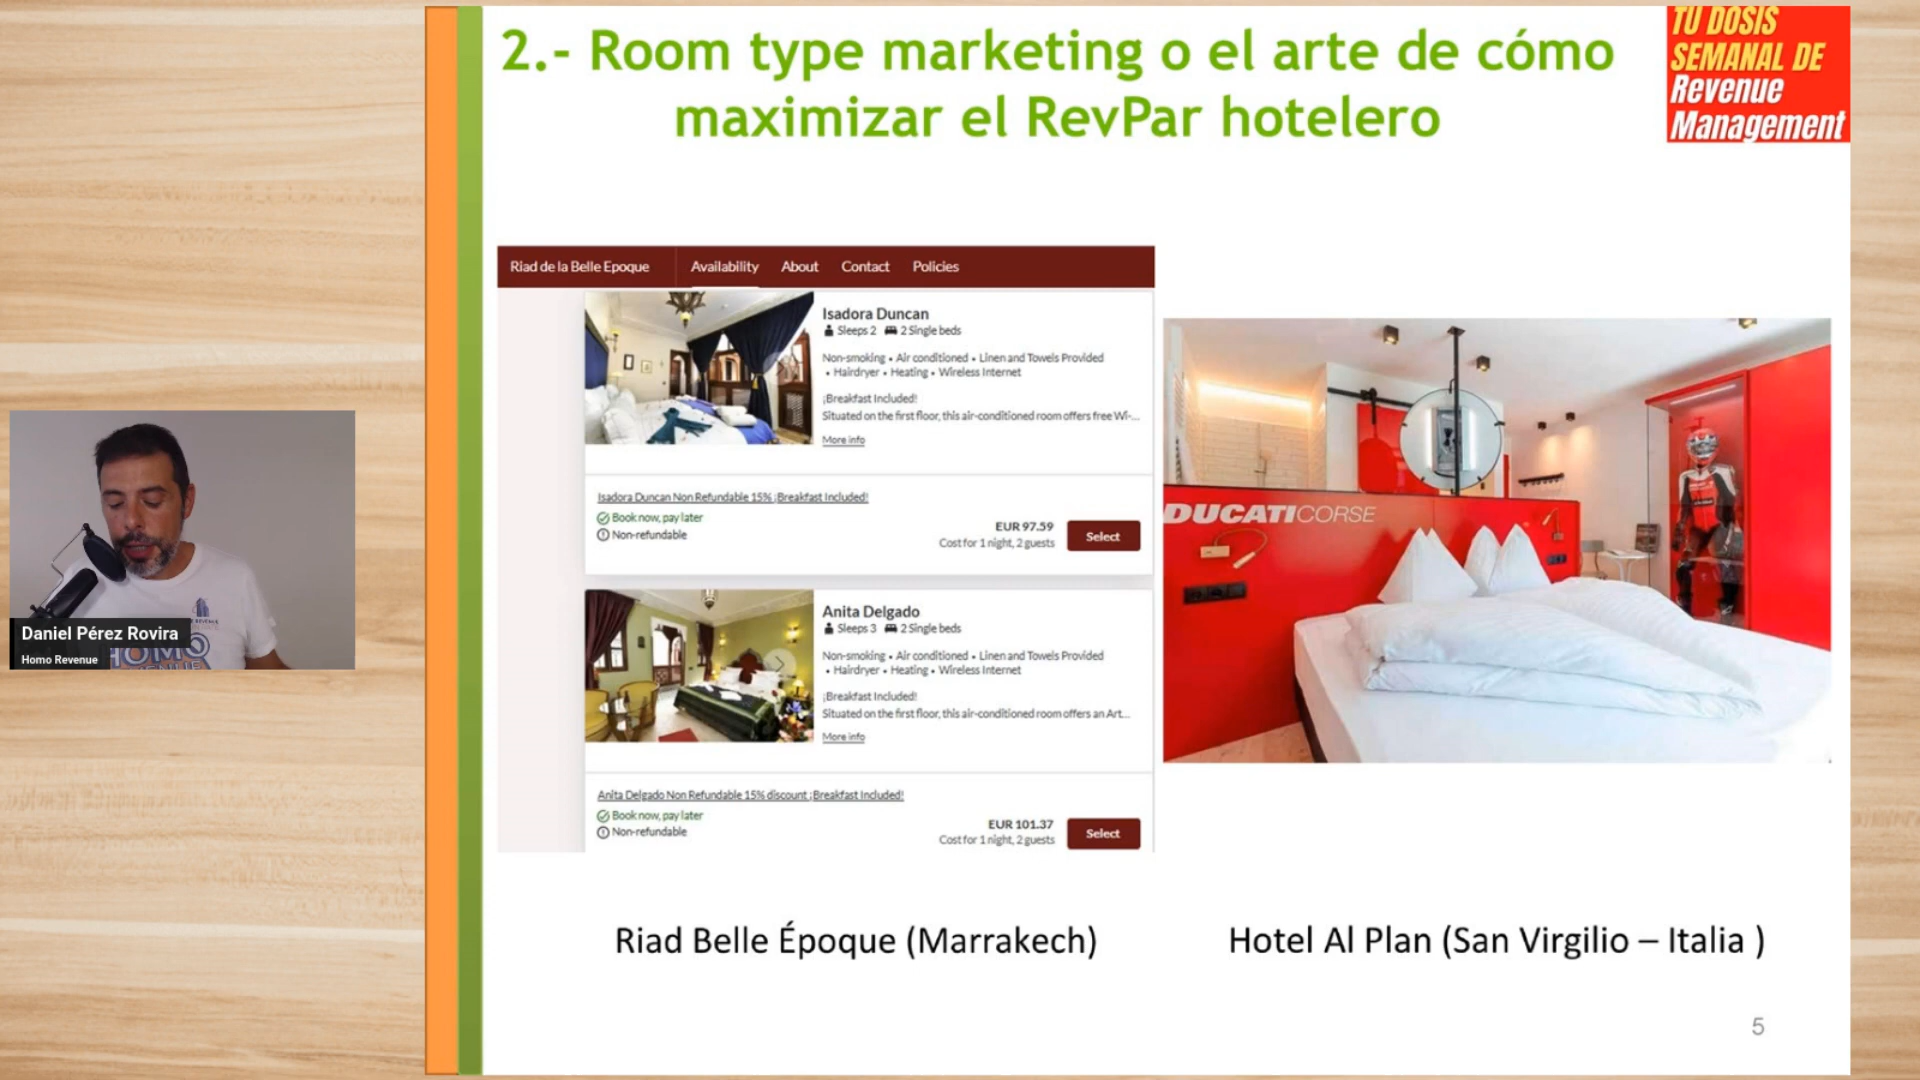 2.- Room type marketing o el arte de cómo
maximizar el RevPar hotelero
TU DOSIS
SEMANAL DE
Revenue
Management
Riad de la Belle Epoque
Availability
About
Contact
Policies
Isadora Duncan
Sleeps 2 2 Single beds
Non-smoking • Air conditioned • Linen and Towels Provided
• Hairdryer • Heating • Wireless Internet
¡Breakfast Included!
Situated on the first floor, this air-conditioned room offers free Wi-...
More info
Isadora Duncan Non Refundable 15% ¡Breakfast Included!
Book now, pay later
Non-refundable
EUR 97.59
Cost for 1 night, 2 guests
Select
Anita Delgado
Sleeps 3 2 Single beds
Non-smoking • Air conditioned • Linen and Towels Provided
• Hairdryer • Heating • Wireless Internet
¡Breakfast Included!
Situated on the first floor, this air-conditioned room offers an Art...
More info
Anita Delgado Non Refundable 15% discount ¡Breakfast Included!
Book now, pay later
Non-refundable
EUR 101.37
Cost for 1 night, 2 guests
Select
DUCATICORSE
Daniel Pérez Rovira
Homo Revenue
HOMO
Riad Belle Époque (Marrakech)
Hotel Al Plan (San Virgilio – Italia )
5